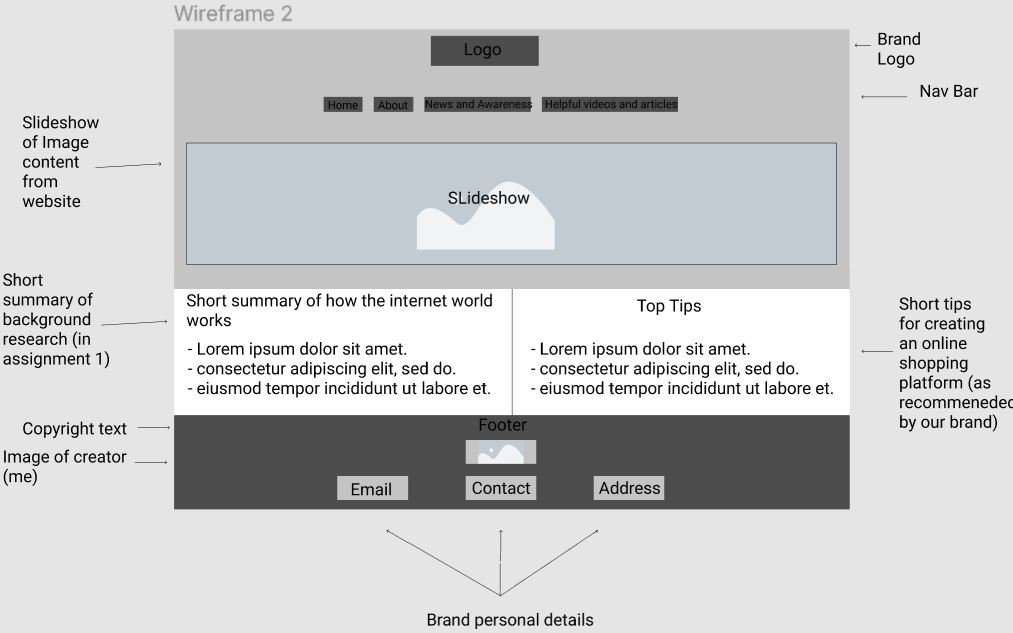 Wireframe 2
Logo
Brand
Logo
Home
About
News and Awareness
Helpful videos and articles
Nav Bar
Slideshow
of Image
content
from
website
SLideshow
Short
summary of
background
research (in
assignment 1)
Short summary of how the internet world
works
- Lorem ipsum dolor sit amet.
- consectetur adipiscing elit, sed do.
- eiusmod tempor incididunt ut labore et.
Top Tips
- Lorem ipsum dolor sit amet.
- consectetur adipiscing elit, sed do.
- eiusmod tempor incididunt ut labore et.
Short tips
for creating
an online
shopping
platform (as
recommeneded
by our brand)
Copyright text
Footer
Image of creator
(me)
Email
Contact
Address
Brand personal details